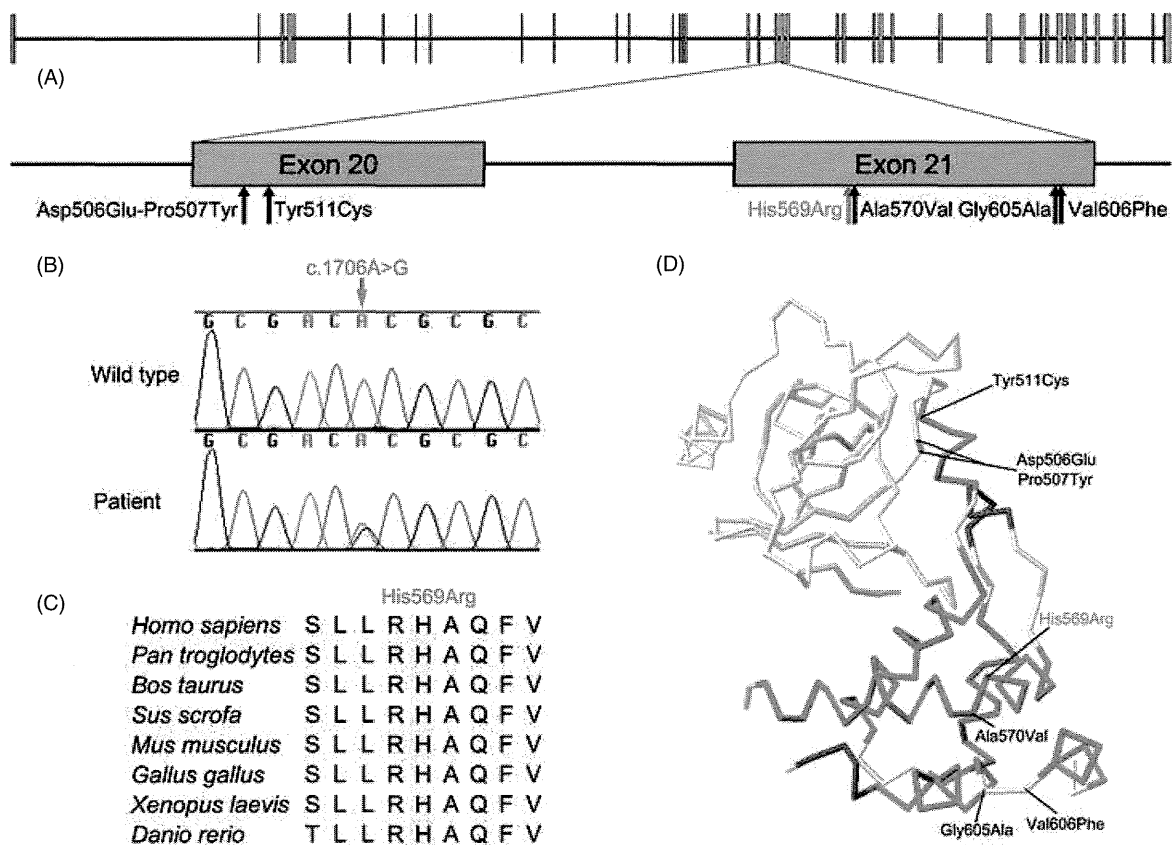 (A)
Exon 20 Exon 21
Asp506Glu-Pro507Tyr Tyr511Cys His569Arg Ala570Val Gly605Ala Val606Phe
(B)
c.1706A>G
G C G A C A C G C G C
Wild type
G C G A C A C G C G C
Patient
(C)
His569Arg
Homo sapiens S L L R H A Q F V
Pan troglodytes S L L R H A Q F V
Bos taurus S L L R H A Q F V
Sus scrofa S L L R H A Q F V
Mus musculus S L L R H A Q F V
Gallus gallus S L L R H A Q F V
Xenopus laevis S L L R H A Q F V
Danio rerio T L L R H A Q F V
(D)
Tyr511Cys
Asp506Glu
Pro507Tyr
His569Arg
Ala570Val
Gly605Ala Val606Phe